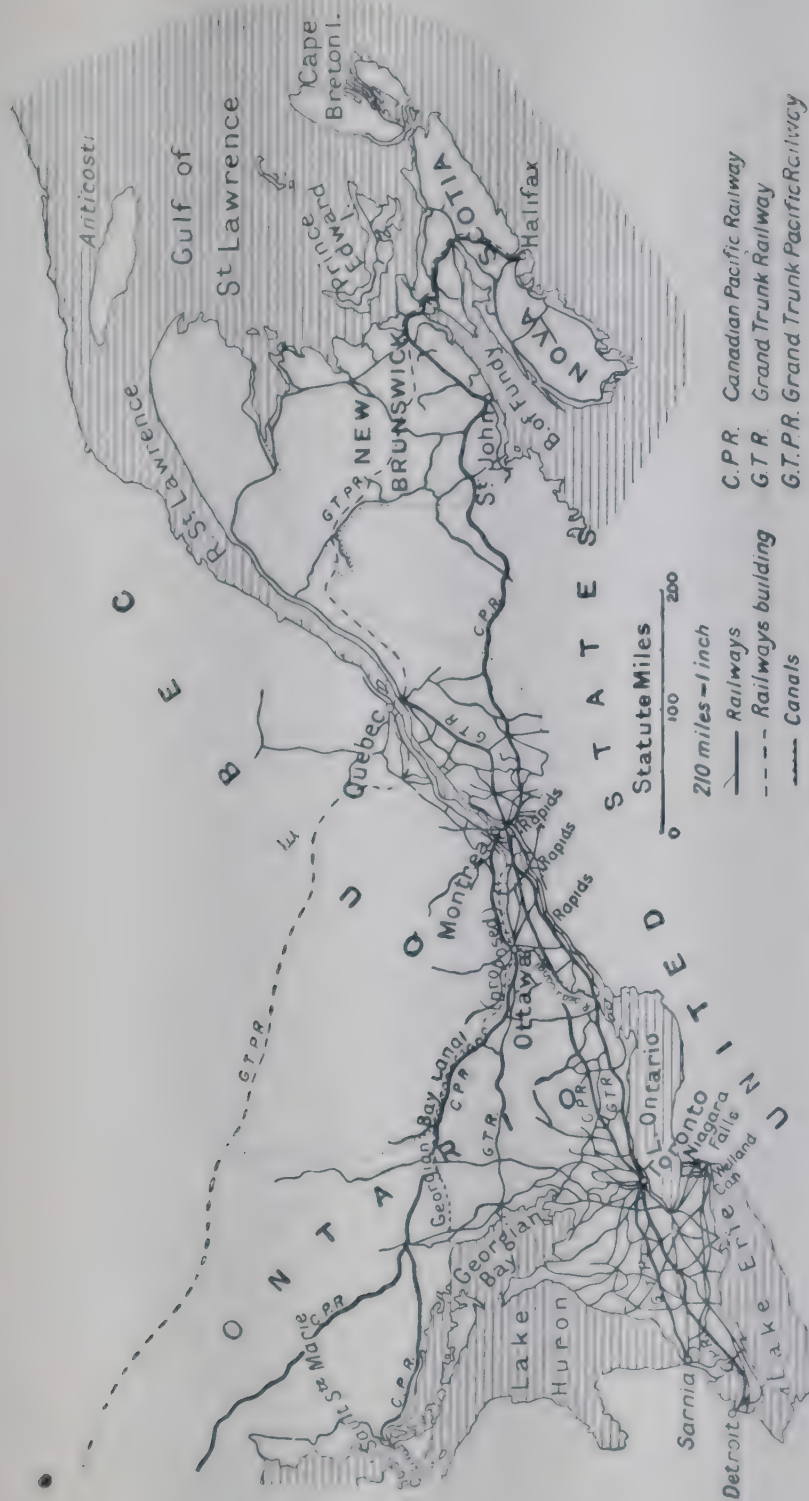 Anticosti
Gulf of
St Lawrence
Cape
Breton I.
Prince
Edward I.
R. St. Lawrence
NEW
BRUNSWICK
G.T.P.R.
St. John
B. of Fundy
NOVA SCOTIA
Halifax
QUEBEC
Quebec
C.P.R.
G.T.R.
Montreal
Rapids
Rapids
Rapids
Ottawa
G.T.P.R.
Georgian Bay Canal (proposed)
C.P.R.
G.T.R.
ONTARIO
C.P.R.
G.T.R.
L. Ontario
Toronto
Niagara
Falls
Welland
Can
Georgian
Bay
Lake
Huron
C.P.R.
C.P.R.
Sault Ste Marie
Sarnia
Detroit
Lake Erie
UNITED STATES
Statute Miles
0 100 200
210 miles-1 inch
Railways
Railways building
Canals
C.P.R. Canadian Pacific Railway
G.T.R. Grand Trunk Railway
G.T.P.R. Grand Trunk Pacific Railway